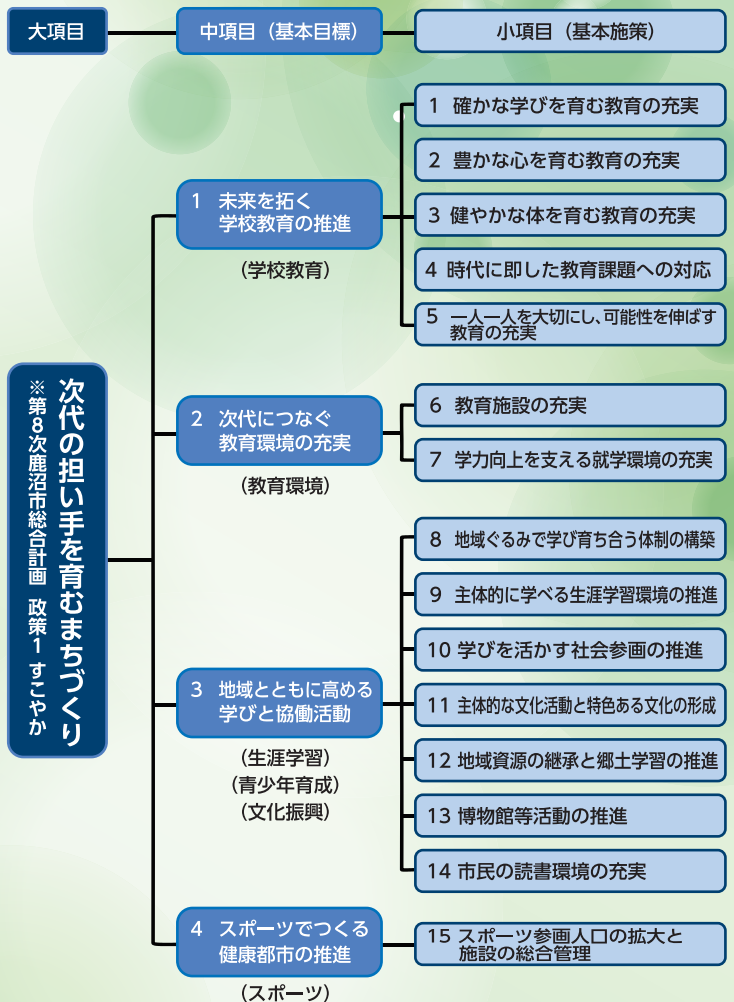 大項目
中項目（基本目標）
小項目（基本施策）
次代の担い手を育むまちづくり
※第8次鹿沼市総合計画 政策1 すこやか
1 未来を拓く
学校教育の推進
（学校教育）
1 確かな学びを育む教育の充実
2 豊かな心を育む教育の充実
3 健やかな体を育む教育の充実
4 時代に即した教育課題への対応
5 一人一人を大切にし、可能性を伸ばす
教育の充実
2 次代につなぐ
教育環境の充実
（教育環境）
6 教育施設の充実
7 学力向上を支える就学環境の充実
3 地域とともに高める
学びと協働活動
（生涯学習）
（青少年育成）
（文化振興）
8 地域ぐるみで学び育ち合う体制の構築
9 主体的に学べる生涯学習環境の推進
10 学びを活かす社会参画の推進
11 主体的な文化活動と特色ある文化の形成
12 地域資源の継承と郷土学習の推進
13 博物館等活動の推進
14 市民の読書環境の充実
4 スポーツでつくる
健康都市の推進
（スポーツ）
15 スポーツ参画人口の拡大と
施設の総合管理